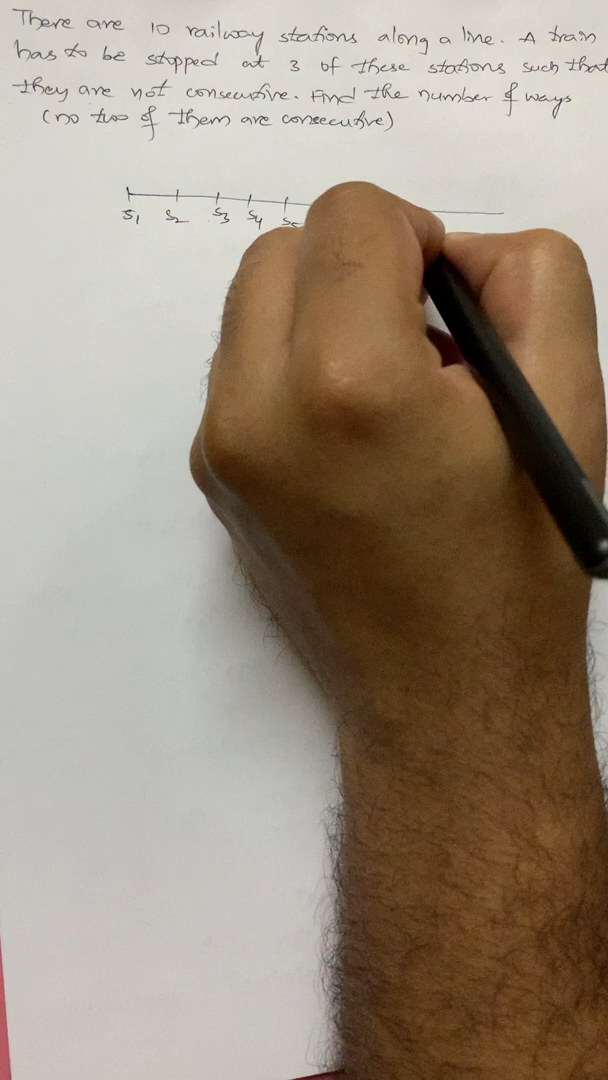 There are 10 railway stations along a line. A train
has to be stopped at 3 of these stations such that
they are not consecutive. Find the number of ways
(no two of them are consecutive)
S1 S2 S3 S4 S5